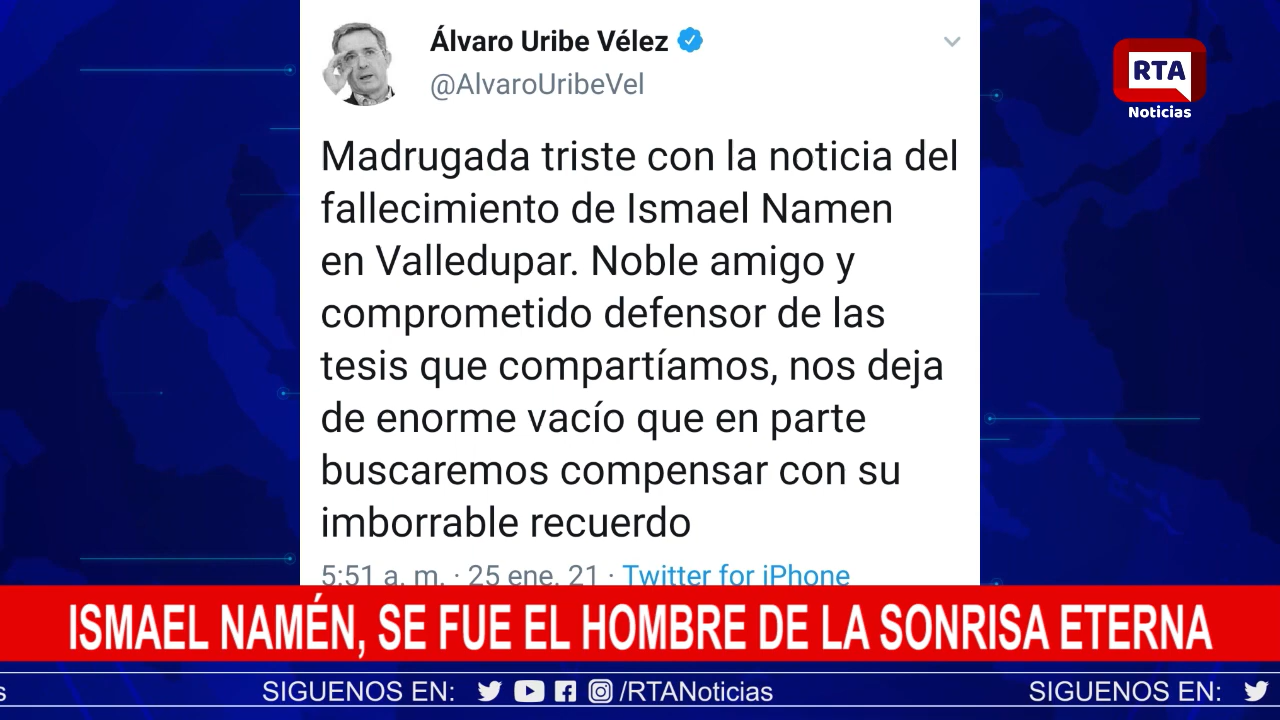 Álvaro Uribe Vélez
@AlvaroUribeVel
RTA
Noticias
Madrugada triste con la noticia del
fallecimiento de Ismael Namen
en Valledupar. Noble amigo y
comprometido defensor de las
tesis que compartíamos, nos deja
de enorme vacío que en parte
buscaremos compensar con su
imborrable recuerdo
5:51 a. m. · 25 ene. 21 · Twitter for iPhone
ISMAEL NAMÉN, SE FUE EL HOMBRE DE LA SONRISA ETERNA
s SIGUENOS EN: /RTANoticias SIGUENOS EN: